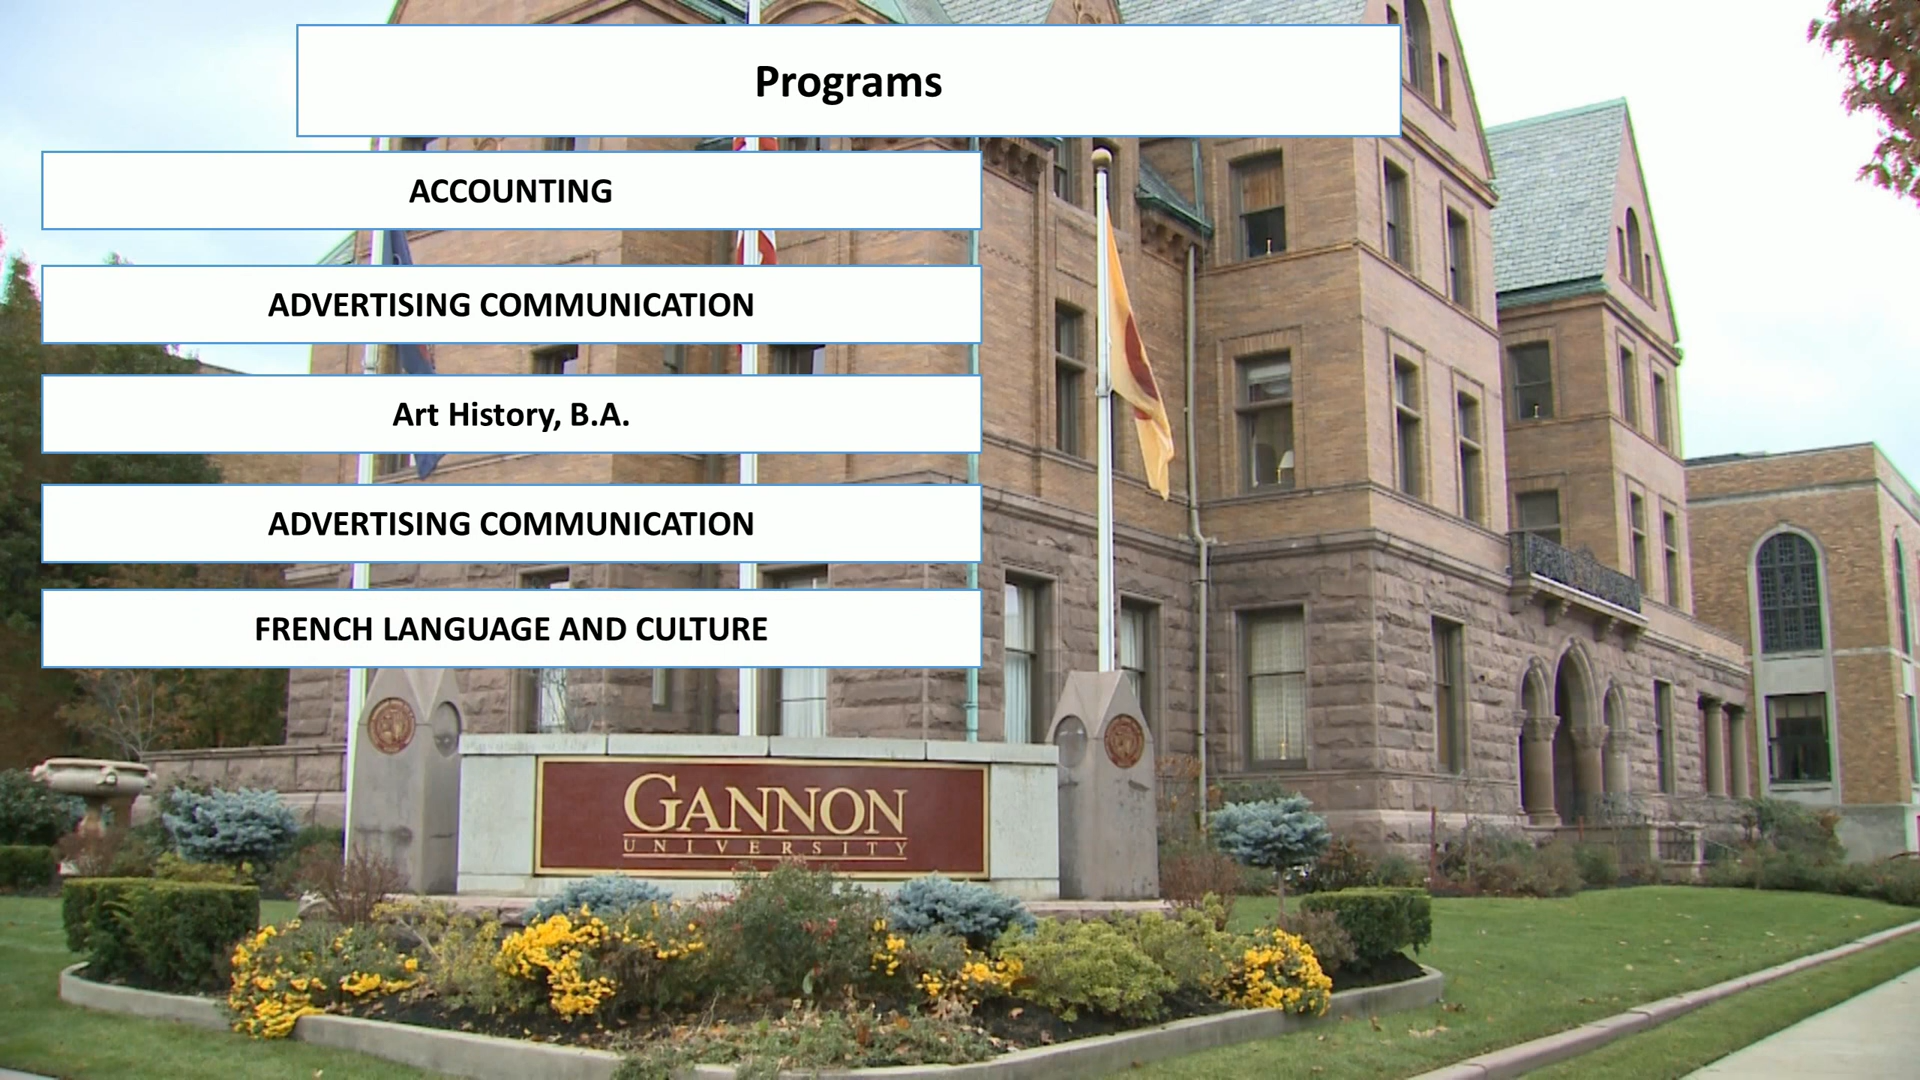 Programs
ACCOUNTING
ADVERTISING COMMUNICATION
Art History, B.A.
ADVERTISING COMMUNICATION
FRENCH LANGUAGE AND CULTURE
GANNON
UNIVERSITY